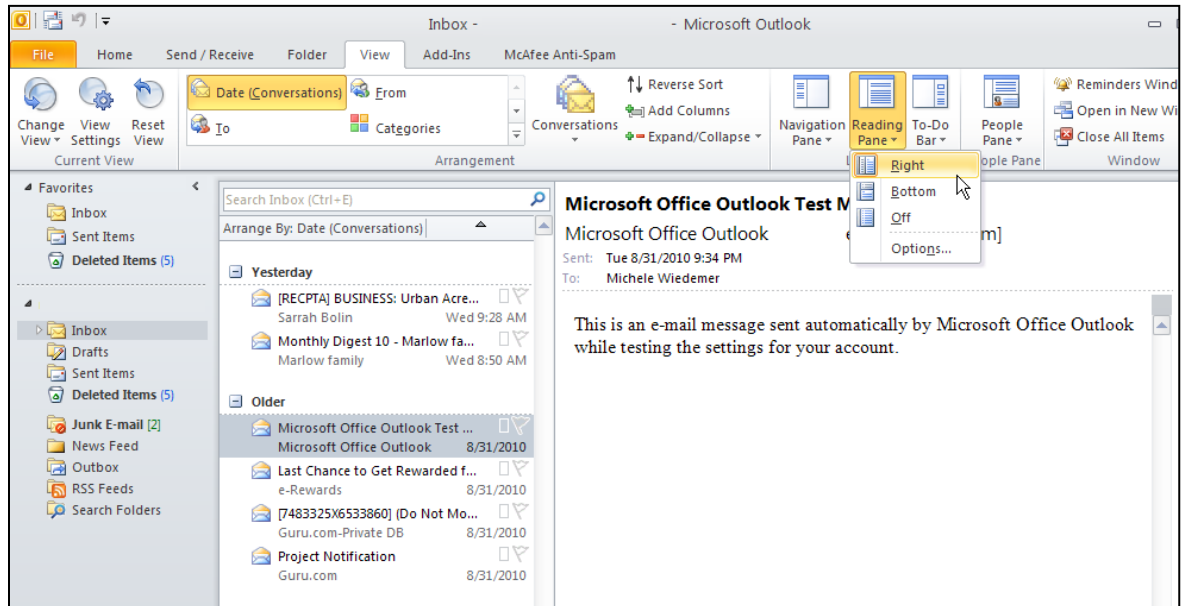 Inbox - - Microsoft Outlook
File Home Send / Receive Folder View Add-Ins McAfee Anti-Spam
Change View
View Settings
Reset View
Current View
Date (Conversations) From
To Categories
Arrangement
Conversations
Reverse Sort
Add Columns
Expand/Collapse
Navigation Pane
Reading Pane
To-Do Bar
People Pane
ople Pane
Reminders Wind
Open in New Wi
Close All Items
Window
Right
Bottom
Off
Options...
Favorites
Inbox
Sent Items
Deleted Items (5)
Inbox
Drafts
Sent Items
Deleted Items (5)
Junk E-mail [2]
News Feed
Outbox
RSS Feeds
Search Folders
Search Inbox (Ctrl+E)
Arrange By: Date (Conversations)
Yesterday
[RECPTA] BUSINESS: Urban Acre...
Sarrah Bolin Wed 9:28 AM
Monthly Digest 10 - Marlow fa...
Marlow family Wed 8:50 AM
Older
Microsoft Office Outlook Test ...
Microsoft Office Outlook 8/31/2010
Last Chance to Get Rewarded f...
e-Rewards 8/31/2010
[7483325X6533860] (Do Not Mo...
Guru.com-Private DB 8/31/2010
Project Notification
Guru.com 8/31/2010
Microsoft Office Outlook Test M
Microsoft Office Outlook m]
Sent: Tue 8/31/2010 9:34 PM
To: Michele Wiedemer
This is an e-mail message sent automatically by Microsoft Office Outlook
while testing the settings for your account.